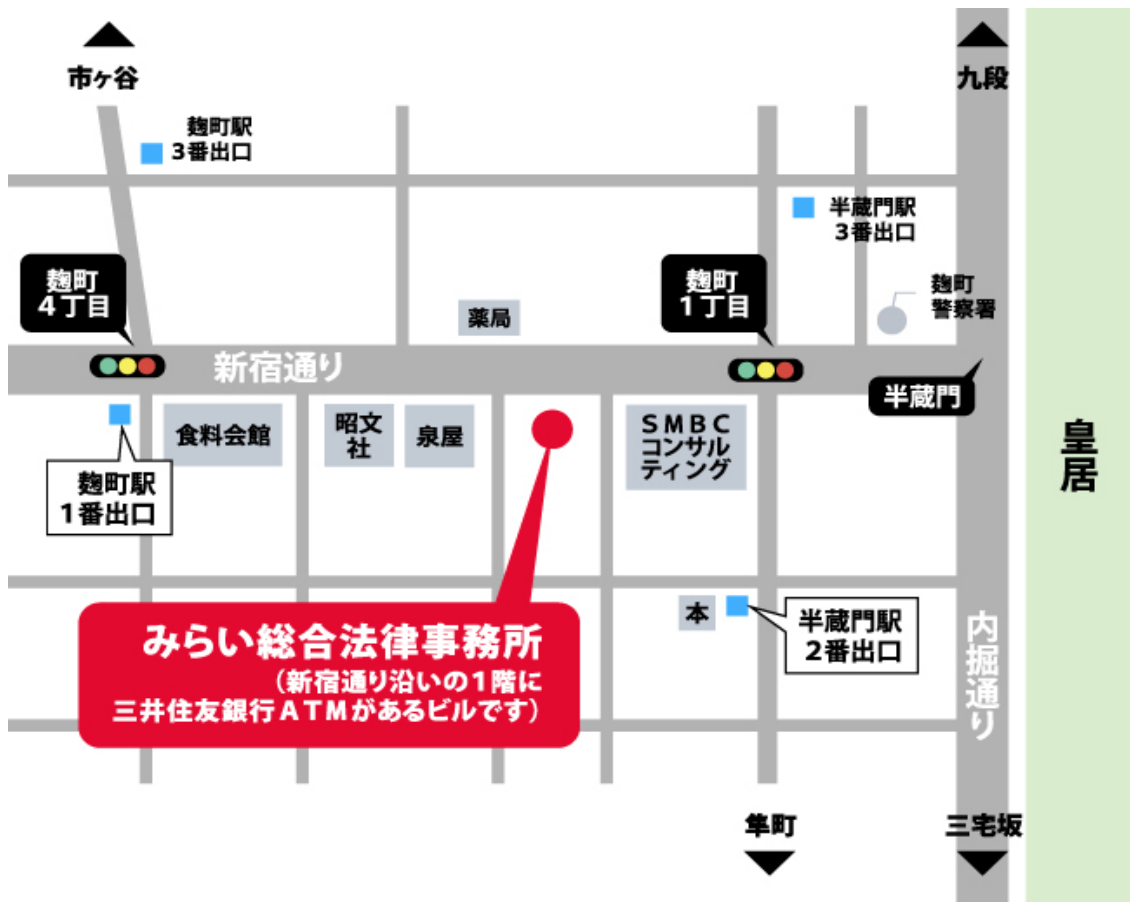 市ヶ谷
九段
麹町駅
3番出口
半蔵門駅
3番出口
麹町
4丁目
麹町
1丁目
麹町
警察署
薬局
新宿通り
半蔵門
食料会館
昭文
社
泉屋
SMBC
コンサル
ティング
皇居
麹町駅
1番出口
本
半蔵門駅
2番出口
みらい総合法律事務所
(新宿通り沿いの1階に
三井住友銀行ATMがあるビルです)
内掘通り
隼町
三宅坂